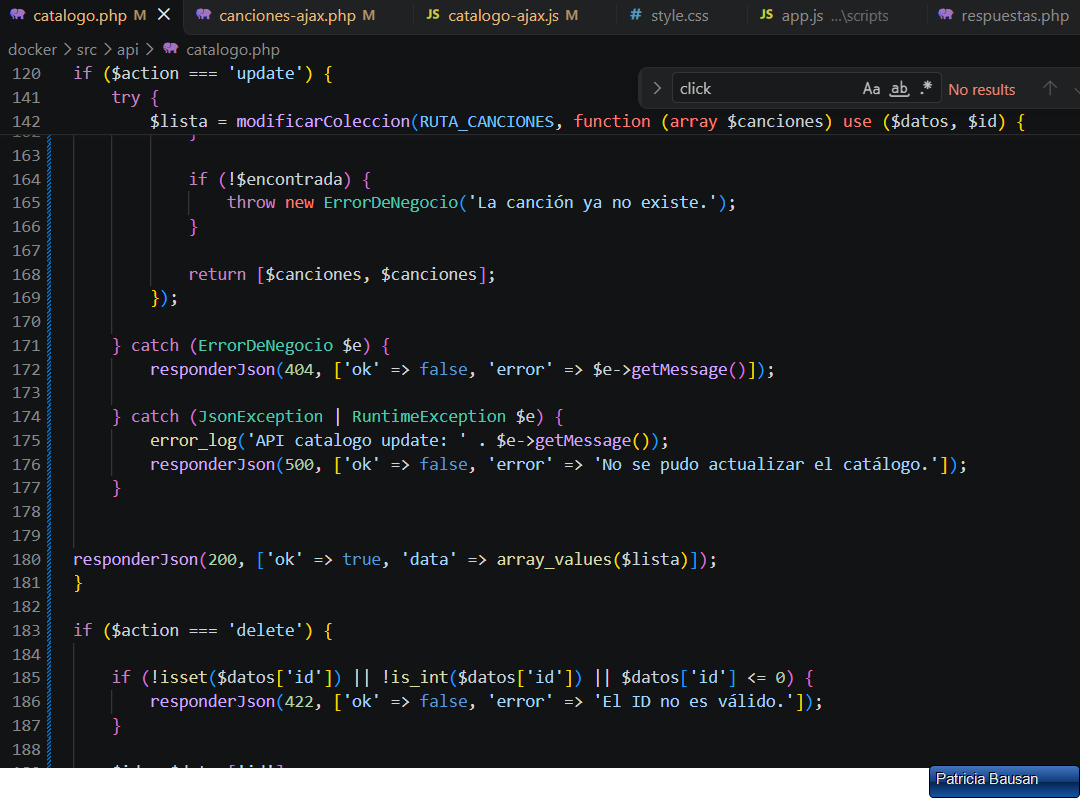 catalogo.php M canciones-ajax.php M JS catalogo-ajax.js M # style.css JS app.js ...\scripts respuestas.php
docker > src > api > catalogo.php
click Aa ab .* No results
120 if ($action === 'update') {
141 try {
142 $lista = modificarColeccion(RUTA_CANCIONES, function (array $canciones) use ($datos, $id) {
163
164 if (!$encontrada) {
165 throw new ErrorDeNegocio('La canción ya no existe.');
166 }
167
168 return [$canciones, $canciones];
169 });
170
171 } catch (ErrorDeNegocio $e) {
172 responderJson(404, ['ok' => false, 'error' => $e->getMessage()]);
173
174 } catch (JsonException | RuntimeException $e) {
175 error_log('API catalogo update: ' . $e->getMessage());
176 responderJson(500, ['ok' => false, 'error' => 'No se pudo actualizar el catálogo.']);
177 }
178
179
180 responderJson(200, ['ok' => true, 'data' => array_values($lista)]);
181 }
182
183 if ($action === 'delete') {
184
185 if (!isset($datos['id']) || !is_int($datos['id']) || $datos['id'] <= 0) {
186 responderJson(422, ['ok' => false, 'error' => 'El ID no es válido.']);
187 }
188
Patricia Bausan